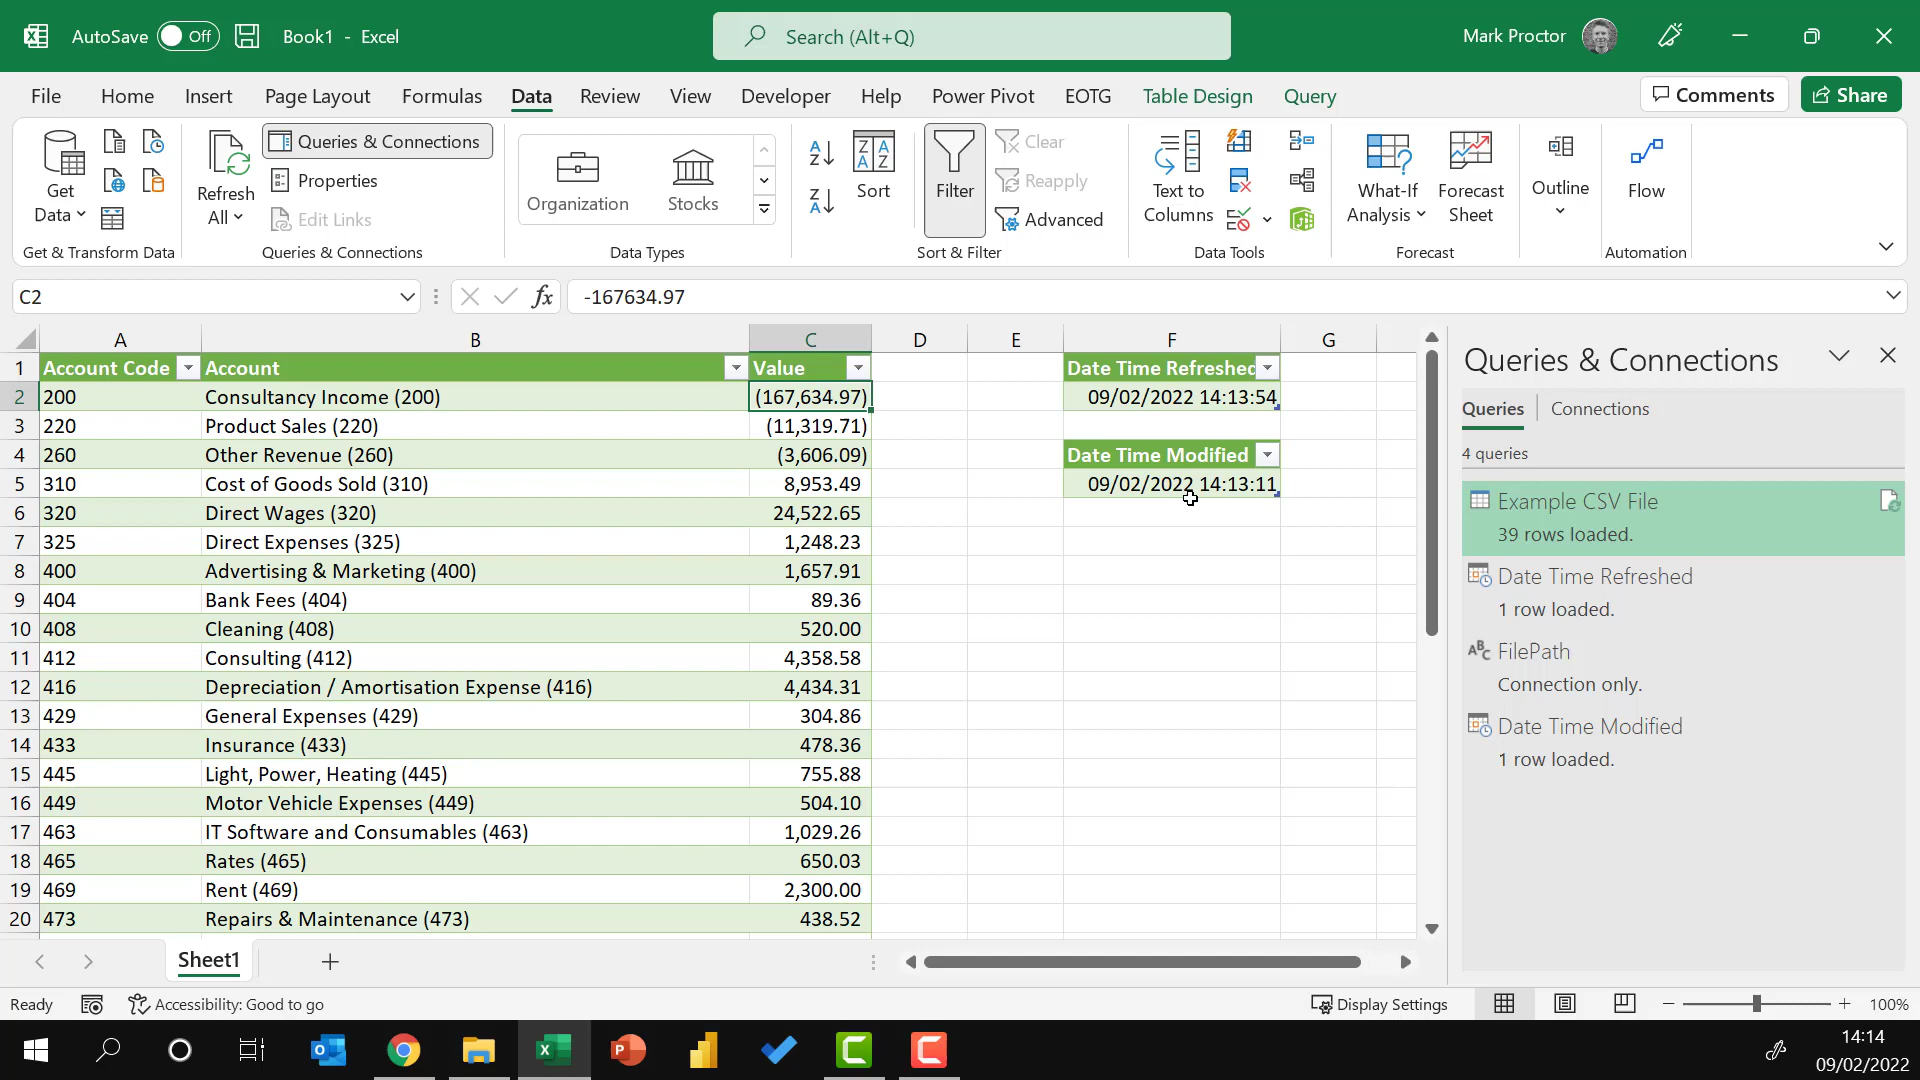 AutoSave Off Book1 - Excel
Search (Alt+Q)
Mark Proctor
File Home Insert Page Layout Formulas Data Review View Developer Help Power Pivot EOTG Table Design Query
Comments Share
Get
Data
Get & Transform Data
Refresh
All
Queries & Connections
Properties
Edit Links
Queries & Connections
Organization Stocks
Data Types
Sort
Filter
Clear
Reapply
Advanced
Sort & Filter
Text to
Columns
Data Tools
What-If
Analysis
Forecast
Sheet
Forecast
Outline
Flow
Automation
C2 fx -167634.97
A B C D E F G
1 Account Code Account Value Date Time Refreshed
2 200 Consultancy Income (200) (167,634.97) 09/02/2022 14:13:54
3 220 Product Sales (220) (11,319.71)
4 260 Other Revenue (260) (3,606.09) Date Time Modified
5 310 Cost of Goods Sold (310) 8,953.49 09/02/2022 14:13:11
6 320 Direct Wages (320) 24,522.65
7 325 Direct Expenses (325) 1,248.23
8 400 Advertising & Marketing (400) 1,657.91
9 404 Bank Fees (404) 89.36
10 408 Cleaning (408) 520.00
11 412 Consulting (412) 4,358.58
12 416 Depreciation / Amortisation Expense (416) 4,434.31
13 429 General Expenses (429) 304.86
14 433 Insurance (433) 478.36
15 445 Light, Power, Heating (445) 755.88
16 449 Motor Vehicle Expenses (449) 504.10
17 463 IT Software and Consumables (463) 1,029.26
18 465 Rates (465) 650.03
19 469 Rent (469) 2,300.00
20 473 Repairs & Maintenance (473) 438.52
Queries & Connections
Queries Connections
4 queries
Example CSV File
39 rows loaded.
Date Time Refreshed
1 row loaded.
FilePath
Connection only.
Date Time Modified
1 row loaded.
Sheet1
Ready Accessibility: Good to go Display Settings 100%
14:14
09/02/2022